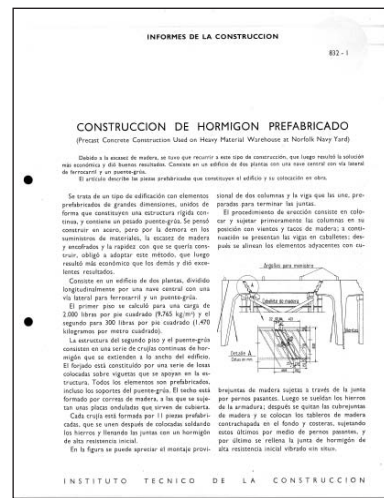 INFORMES DE LA CONSTRUCCION
832 - 1
CONSTRUCCION DE HORMIGON PREFABRICADO
(Precast Concrete Construction Used on Heavy Material Warehouse at Norfolk Navy Yard)
Debido a la escasez de madera, se tuvo que recurrir a este tipo de construcción, que luego resultó la solución
más económica y dió buenos resultados. Consiste en un edificio de dos plantas con una nave central con vía lateral
de ferrocarril y un puente-grúa.
El artículo describe las piezas prefabricadas que constituyen el edificio y su colocación en obra.
Se trata de un tipo de edificación con elementos
prefabricados de grandes dimensiones, unidos de
forma que constituyen una estructura rígida con-
tinua, y contiene un pesado puente-grúa. Se pensó
construir en acero, pero por la demora en los
suministros de materiales, la escasez de madera
y encofrados y la rapidez con que se quería cons-
truir, obligó a adoptar este método, que luego
resultó más económico que los demás y dió exce-
lentes resultados.
Consiste en un edificio de dos plantas, dividido
longitudinalmente por una nave central con una
vía lateral para ferrocarril y un puente-grúa.
El primer piso se calculó para una carga de
2.000 libras por pie cuadrado (9.765 kg/m²) y el
segundo para 300 libras por pie cuadrado (1.470
kilogramos por metro cuadrado).
La estructura del segundo piso y el puente-grúa
consisten en una serie de crujías continuas de hor-
migón que se extienden a lo ancho del edificio.
El forjado está constituido por una serie de losas
colocadas sobre viguetas que se apoyan en la es-
tructura. Todos los elementos son prefabricados,
incluso los soportes del puente-grúa. El techo está
formado por correas de madera, a las que se suje-
tan unas placas onduladas que sirven de cubierta.
Cada crujía está formada por 11 piezas prefabri-
cadas, que se unen después de colocadas soldando
los hierros y llenando las juntas con un hormigón
de alta resistencia inicial.
En la figura se puede apreciar el montaje provi-
sional de dos columnas y la viga que las une, pre-
paradas para terminar las juntas.
El procedimiento de erección consiste en colo-
car y sujetar primeramente las columnas en su
posición con vientos y tacos de madera; a conti-
nuación se presentan las vigas en caballetes; des-
pués se alinean los elementos adyacentes con cu-
Orejillas para maniobra
Cabezote de madera
Detalle A
brejuntas de madera sujetas a través de la junta
por pernos pasantes. Luego se sueldan los hierros
de la armadura; después se quitan las cubrejuntas
de madera y se colocan los tableros de madera
contrachapada en el fondo y costeras, sujetando
estos últimos por medio de pernos pasantes, y
por último se rellena la junta de hormigón de
alta resistencia inicial vibrado «in situ».
INSTITUTO TECNICO DE LA CONSTRUCCION